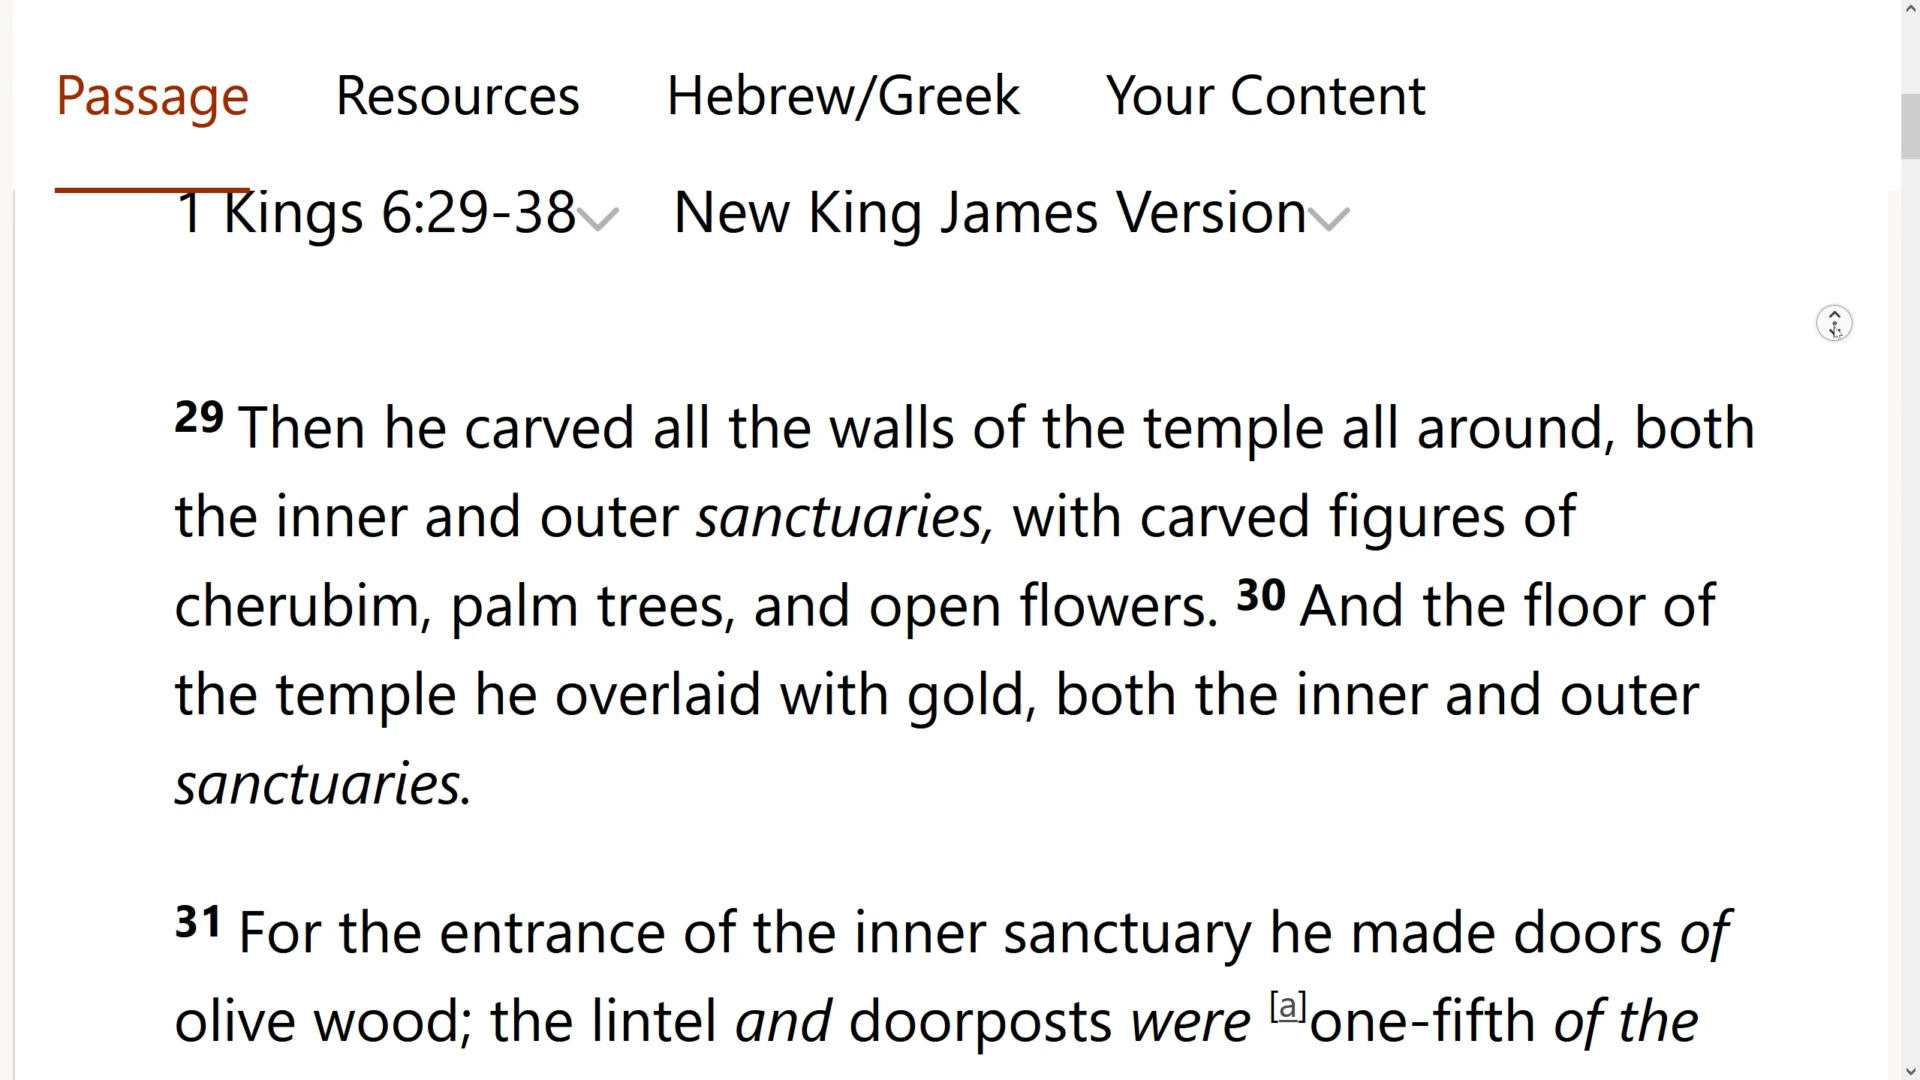 Passage Resources Hebrew/Greek Your Content
1 Kings 6:29-38 New King James Version
29 Then he carved all the walls of the temple all around, both
the inner and outer sanctuaries, with carved figures of
cherubim, palm trees, and open flowers. 30 And the floor of
the temple he overlaid with gold, both the inner and outer
sanctuaries.
31 For the entrance of the inner sanctuary he made doors of
olive wood; the lintel and doorposts were [a]one-fifth of the